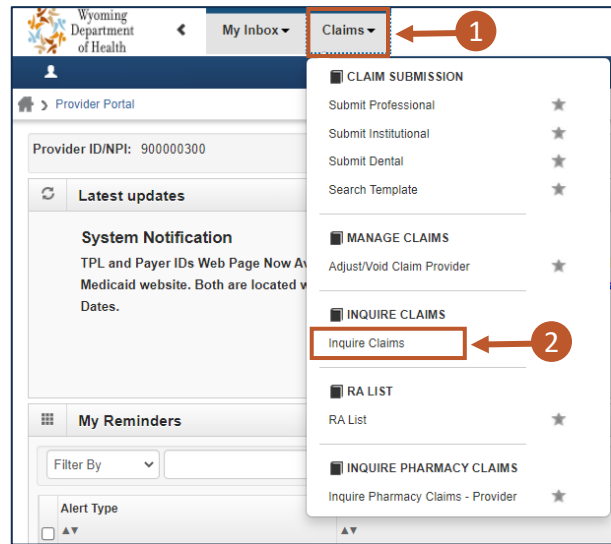 Wyoming
Department
of Health
My Inbox
Claims
1
CLAIM SUBMISSION
Submit Professional
Submit Institutional
Submit Dental
Search Template
MANAGE CLAIMS
Adjust/Void Claim Provider
INQUIRE CLAIMS
Inquire Claims
2
RA LIST
RA List
INQUIRE PHARMACY CLAIMS
Inquire Pharmacy Claims - Provider
Provider Portal
Provider ID/NPI: 900000300
Latest updates
System Notification
TPL and Payer IDs Web Page Now
Medicaid website. Both are located
Dates.
My Reminders
Filter By
Alert Type